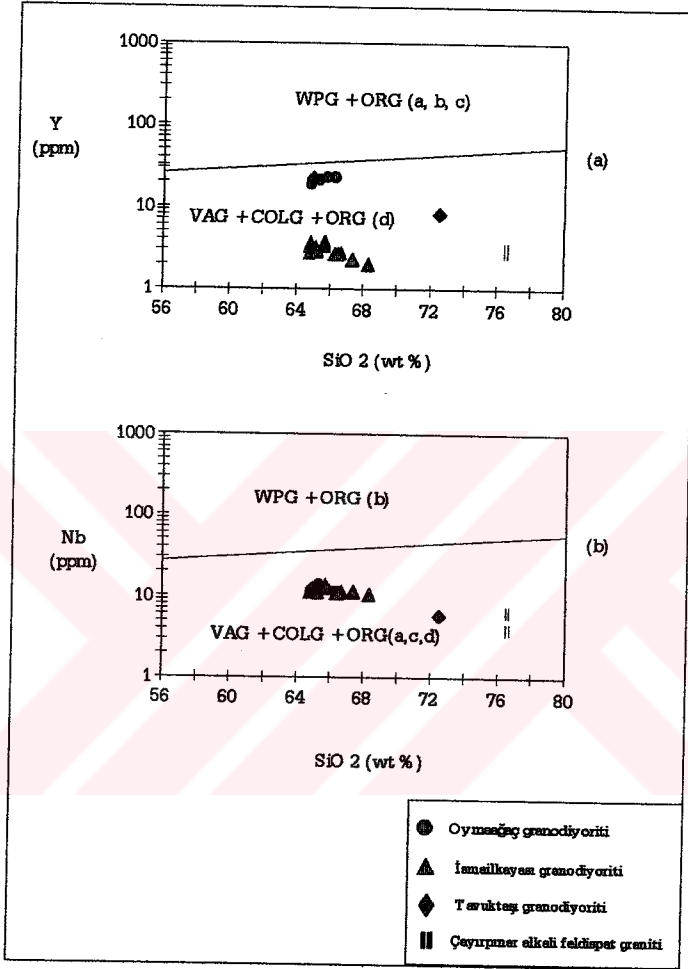 1000
WPG +ORG (a, b, c)
100
Y
(ppm)
(a)
10
VAG +COLG +ORG (d)
1
56 60 64 68 72 76 80
SiO 2 (wt %)
1000
WPG +ORG (b)
100
Nb
(ppm)
(b)
10
VAG +COLG +ORG(a,c,d)
1
56 60 64 68 72 76 80
SiO 2 (wt %)
Oymaağaç granodiyoriti
İsmailkayası granodiyoriti
Tavuktaşı granodiyoriti
Çayırpınar alkali feldispat graniti